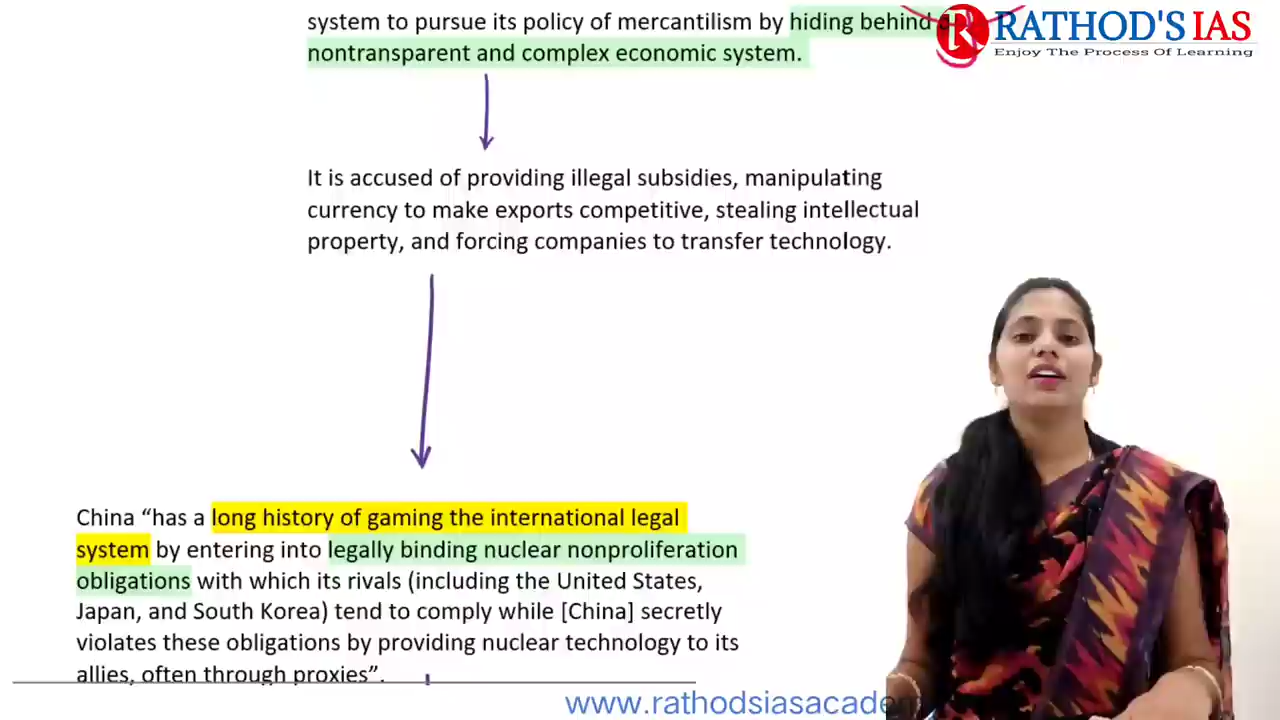 system to pursue its policy of mercantilism by hiding behind
nontransparent and complex economic system.
RATHOD'S IAS
Enjoy The Process Of Learning
It is accused of providing illegal subsidies, manipulating
currency to make exports competitive, stealing intellectual
property, and forcing companies to transfer technology.
China “has a long history of gaming the international legal
system by entering into legally binding nuclear nonproliferation
obligations with which its rivals (including the United States,
Japan, and South Korea) tend to comply while [China] secretly
violates these obligations by providing nuclear technology to its
allies, often through proxies”.
www.rathodsiasacadem